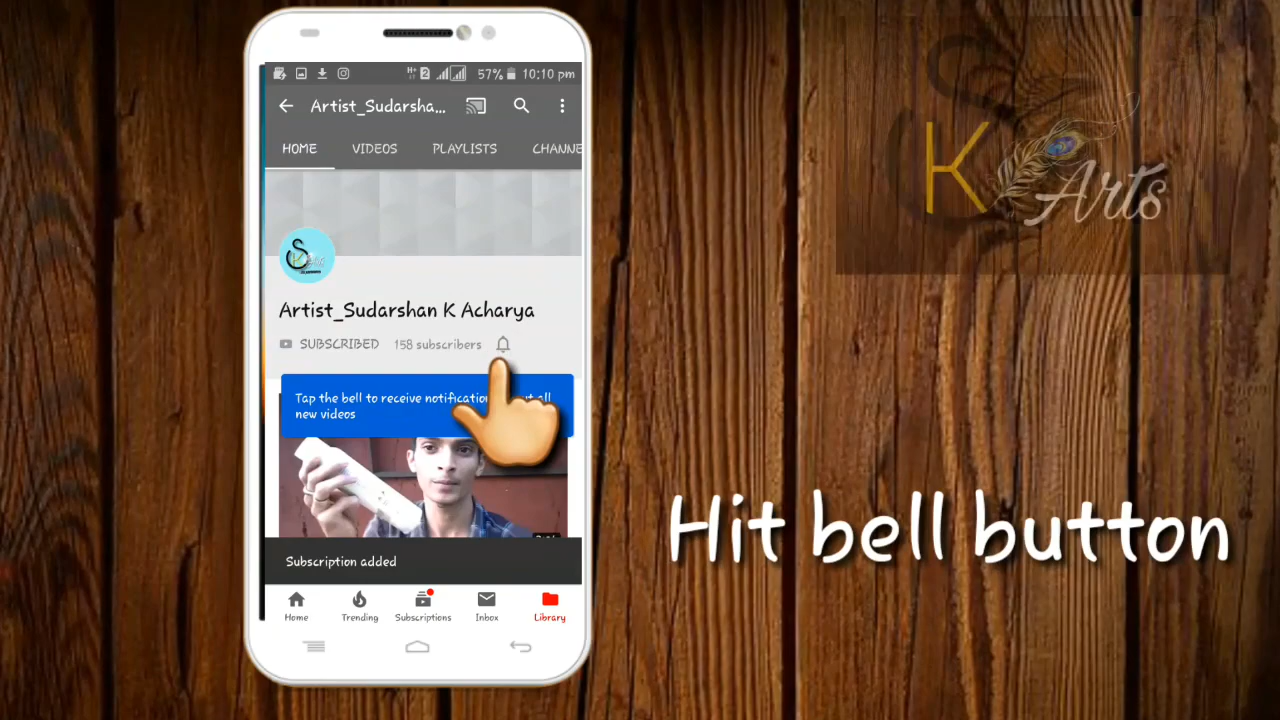 57% 10:10 pm
Artist_Sudarsha...
HOME VIDEOS PLAYLISTS CHANNE
Artist_Sudarshan K Acharya
SUBSCRIBED 158 subscribers
Tap the bell to receive
new videos
Subscription added
Home Trending Subscriptions Inbox Library
SK Arts
Hit bell button